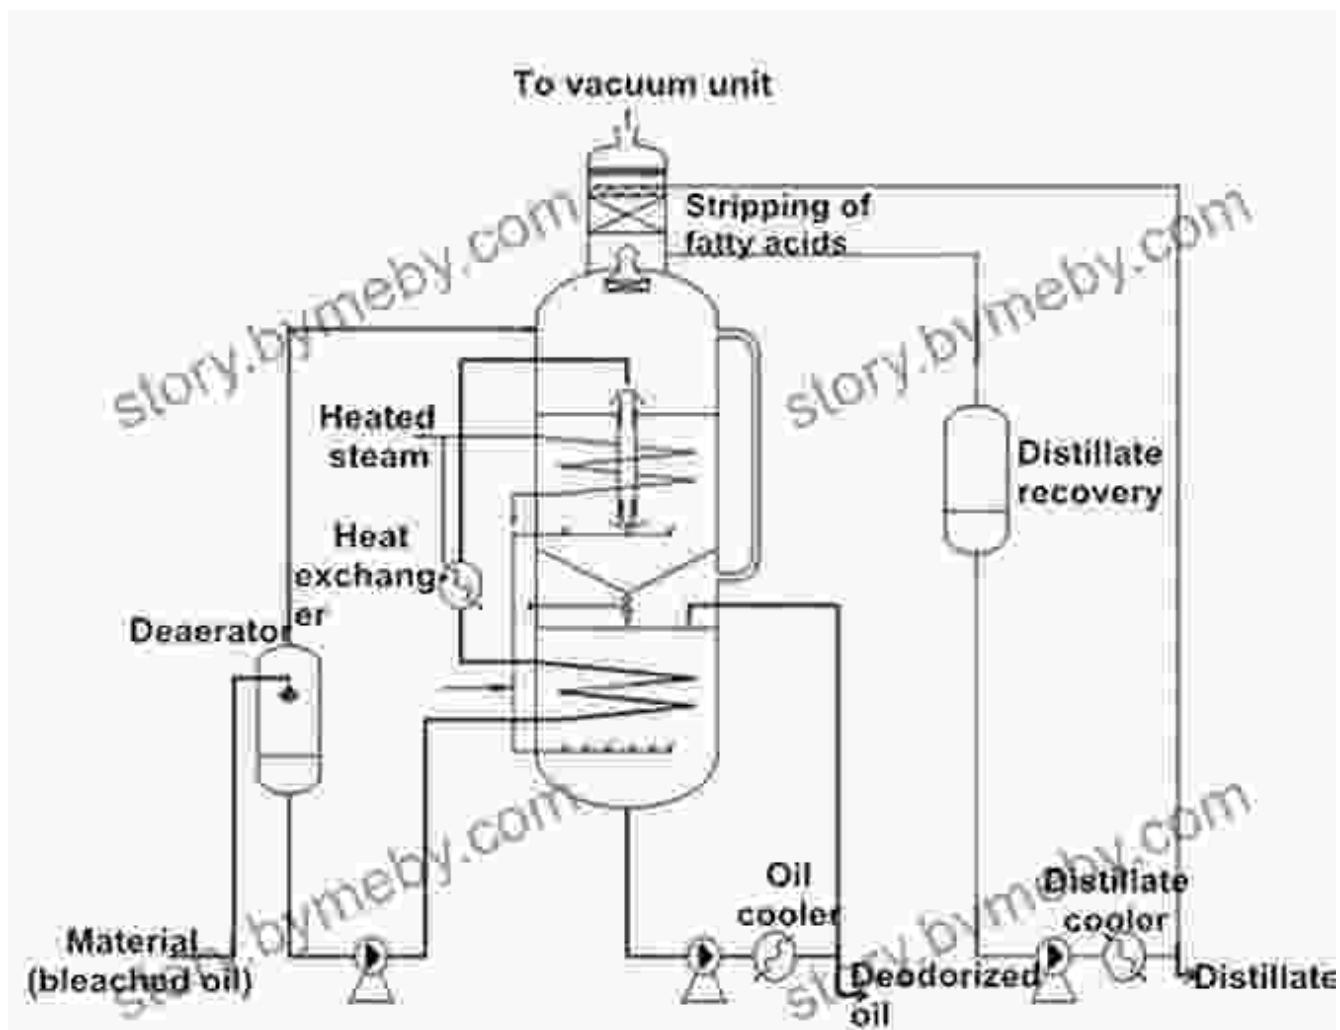 To vacuum unit
Stripping of
fatty acids
Heated
steam
Distillate
recovery
Heat
exchang
er
Deaerator
Oil
cooler
Distillate
cooler
Material
(bleachud oil)
Deodorized
oil
Distillate
story.bymeby.com
story.bymeby.com
story.bymeby.com
story.bymeby.com